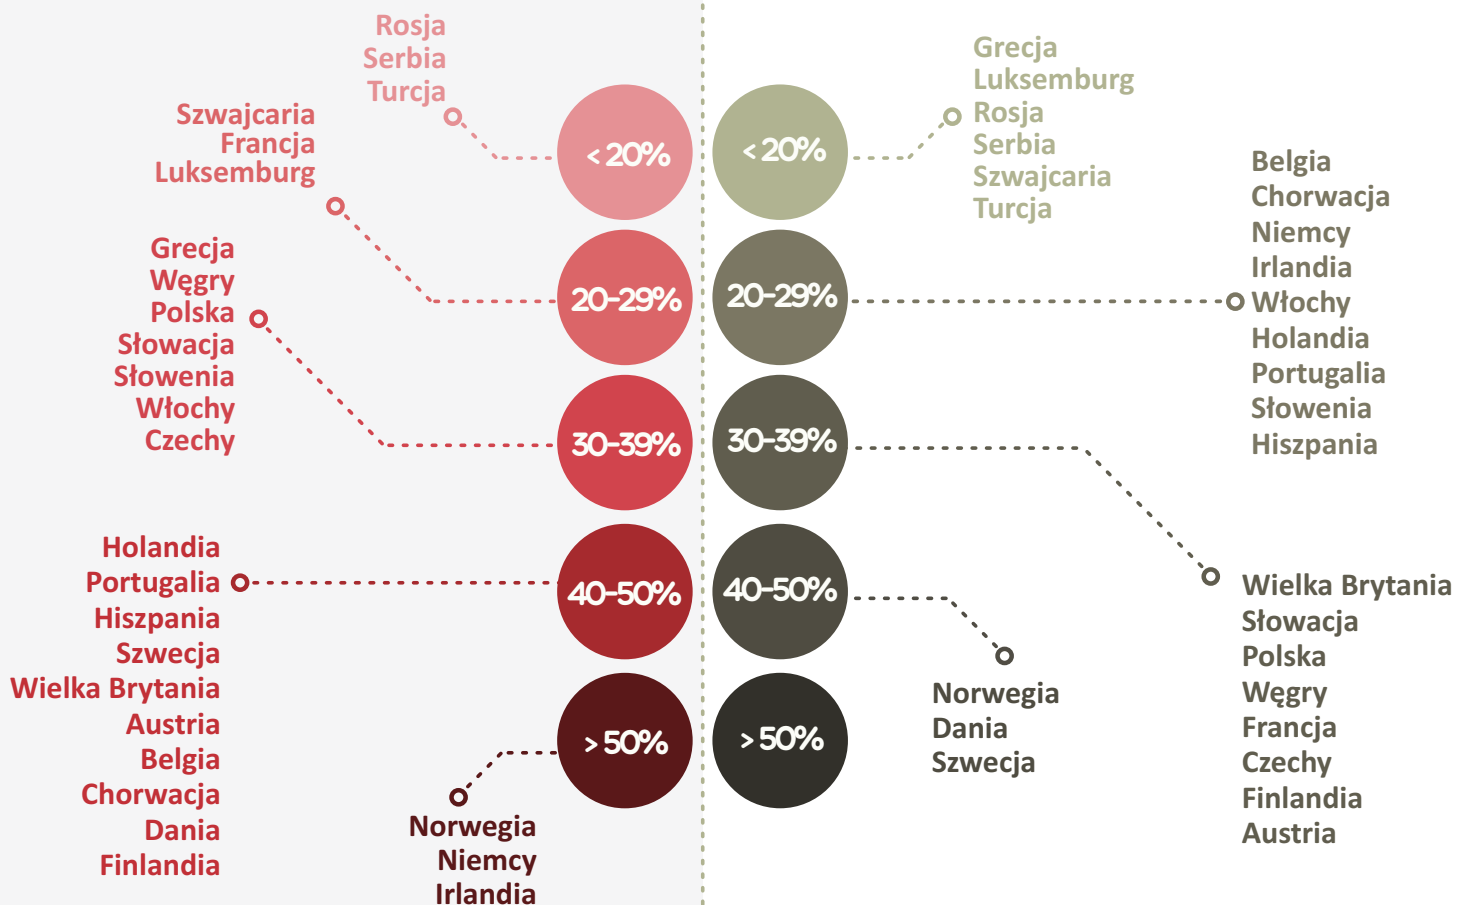 Rosja
Serbia
Turcja
< 20%
Szwajcaria
Francja
Luksemburg
20-29%
Grecja
Węgry
Polska
Słowacja
Słowenia
Włochy
Czechy
30-39%
Holandia
Portugalia
Hiszpania
Szwecja
Wielka Brytania
Austria
Belgia
Chorwacja
Dania
Finlandia
40-50%
Norwegia
Niemcy
Irlandia
> 50%
< 20%
Grecja
Luksemburg
Rosja
Serbia
Szwajcaria
Turcja
20-29%
Belgia
Chorwacja
Niemcy
Irlandia
Włochy
Holandia
Portugalia
Słowenia
Hiszpania
30-39%
Wielka Brytania
Słowacja
Polska
Węgry
Francja
Czechy
Finlandia
Austria
40-50%
Norwegia
Dania
Szwecja
> 50%